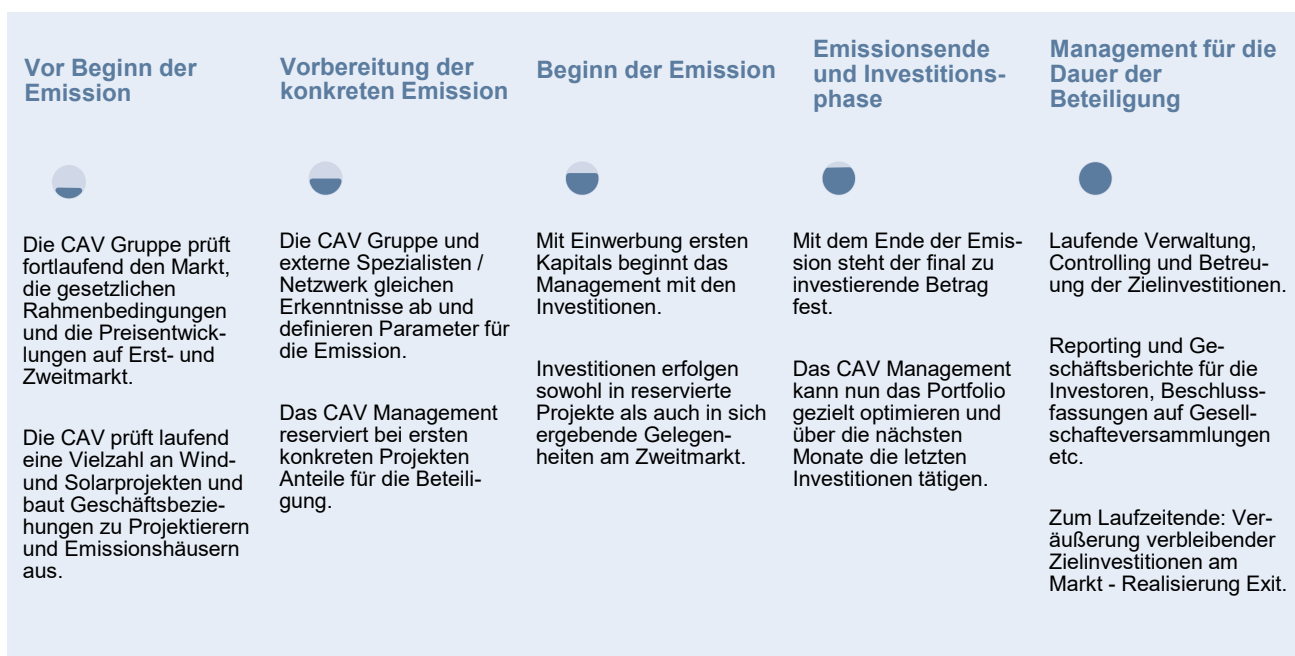 Vor Beginn der
Emission
Die CAV Gruppe prüft
fortlaufend den Markt,
die gesetzlichen
Rahmenbedingungen
und die Preisentwick-
lungen auf Erst- und
Zweitmarkt.
Die CAV prüft laufend
eine Vielzahl an Wind-
und Solarprojekten und
baut Geschäftsbezie-
hungen zu Projektierern
und Emissionshäusern
aus.
Vorbereitung der
konkreten Emission
Die CAV Gruppe und
externe Spezialisten /
Netzwerk gleichen
Erkenntnisse ab und
definieren Parameter für
die Emission.
Das CAV Management
reserviert bei ersten
konkreten Projekten
Anteile für die Beteili-
gung.
Beginn der Emission
Mit Einwerbung ersten
Kapitals beginnt das
Management mit den
Investitionen.
Investitionen erfolgen
sowohl in reservierte
Projekte als auch in sich
ergebende Gelegen-
heiten am Zweitmarkt.
Emissionsende
und Investitions-
phase
Mit dem Ende der Emis-
sion steht der final zu
investierende Betrag
fest.
Das CAV Management
kann nun das Portfolio
gezielt optimieren und
über die nächsten
Monate die letzten
Investitionen tätigen.
Management für die
Dauer der
Beteiligung
Laufende Verwaltung,
Controlling und Betreu-
ung der Zielinvestitionen.
Reporting und Ge-
schäftsberichte für die
Investoren, Beschluss-
fassungen auf Gesell-
schafteversammlungen
etc.
Zum Laufzeitende: Ver-
äußerung verbleibender
Zielinvestitionen am
Markt - Realisierung Exit.